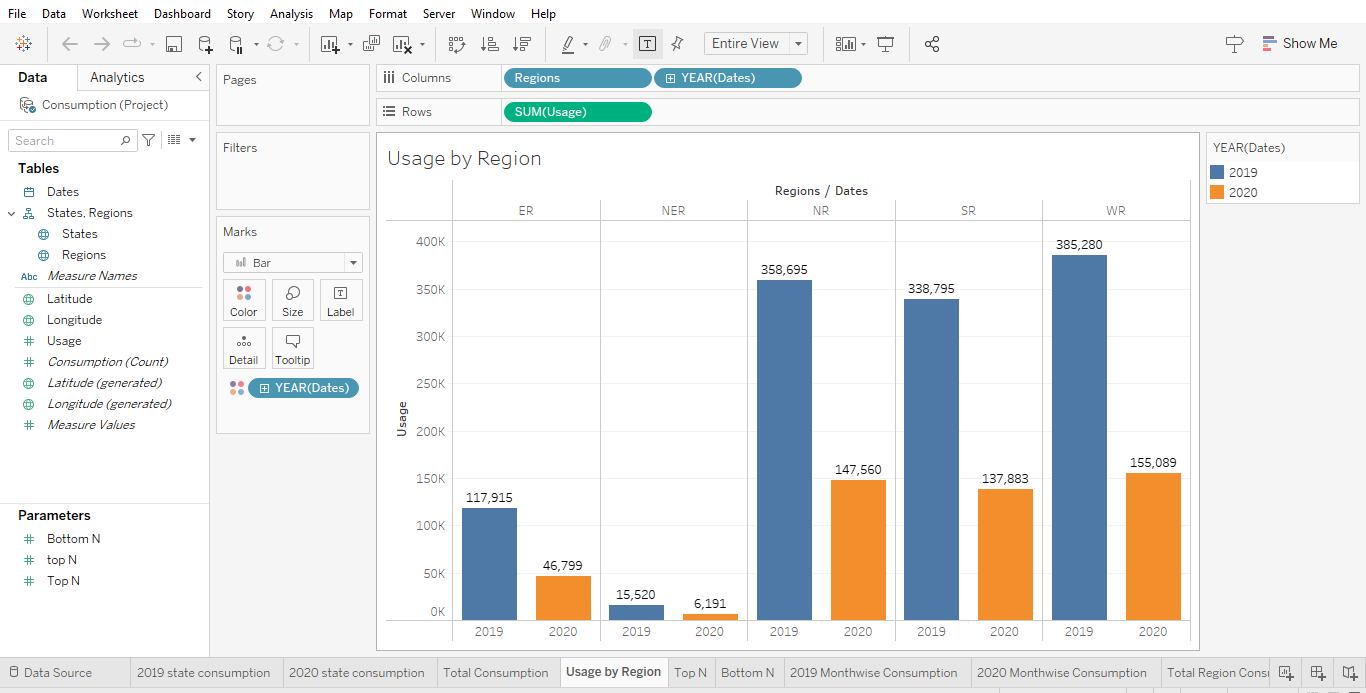 File Data Worksheet Dashboard Story Analysis Map Format Server Window Help
Entire View
Show Me
Data Analytics
Consumption (Project)
Search
Tables
Dates
States, Regions
States
Regions
Abc Measure Names
Latitude
Longitude
Usage
Consumption (Count)
Latitude (generated)
Longitude (generated)
Measure Values
Parameters
Bottom N
top N
Top N
Pages
Filters
Marks
Bar
Color Size Label
Detail Tooltip
YEAR(Dates)
Columns Regions YEAR(Dates)
Rows SUM(Usage)
Usage by Region
Regions / Dates
ER NER NR SR WR
Usage
400K
350K
300K
250K
200K
150K
100K
50K
0K
117,915
46,799
15,520
6,191
358,695
147,560
338,795
137,883
385,280
155,089
2019 2020 2019 2020 2019 2020 2019 2020 2019 2020
YEAR(Dates)
2019
2020
Data Source 2019 state consumption 2020 state consumption Total Consumption Usage by Region Top N Bottom N 2019 Monthwise Consumption 2020 Monthwise Consumption Total Region Consu